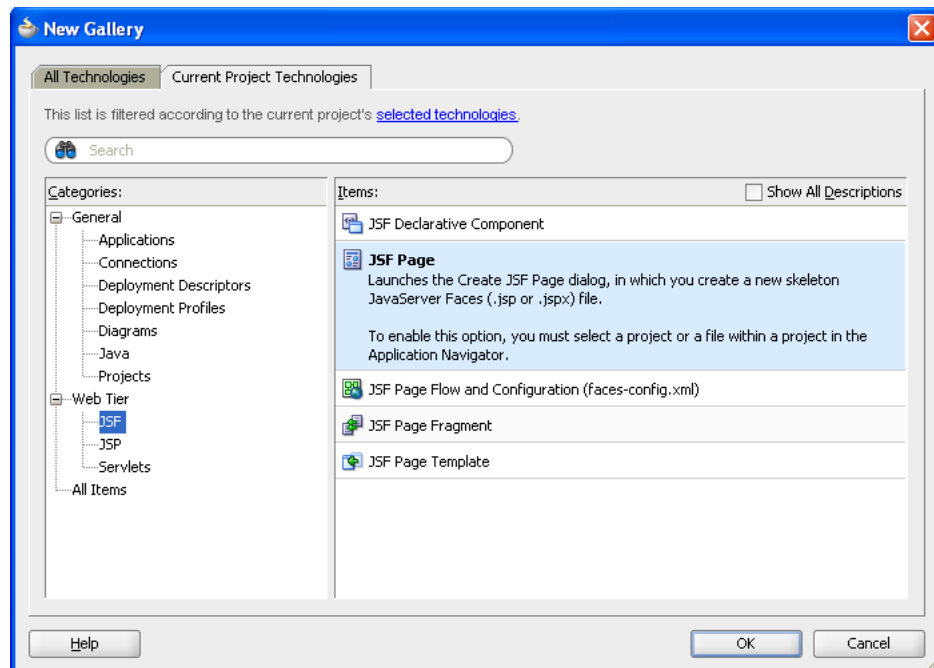 New Gallery
All Technologies
Current Project Technologies
This list is filtered according to the current project's selected technologies.
Search
Categories:
General
Applications
Connections
Deployment Descriptors
Deployment Profiles
Diagrams
Java
Projects
Web Tier
JSF
JSP
Servlets
All Items
Items:
Show All Descriptions
JSF Declarative Component
JSF Page
Launches the Create JSF Page dialog, in which you create a new skeleton
JavaServer Faces (.jsp or .jspx) file.
To enable this option, you must select a project or a file within a project in the
Application Navigator.
JSF Page Flow and Configuration (faces-config.xml)
JSF Page Fragment
JSF Page Template
Help
OK
Cancel